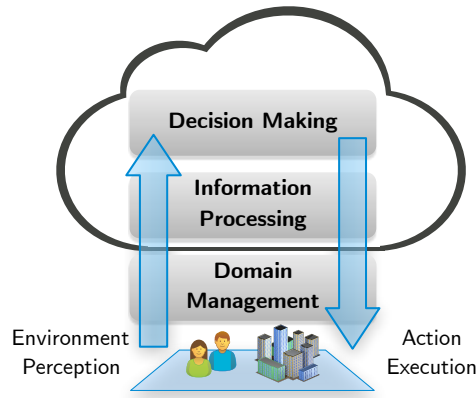 Decision Making
Information
Processing
Domain
Management
Environment
Perception
Action
Execution